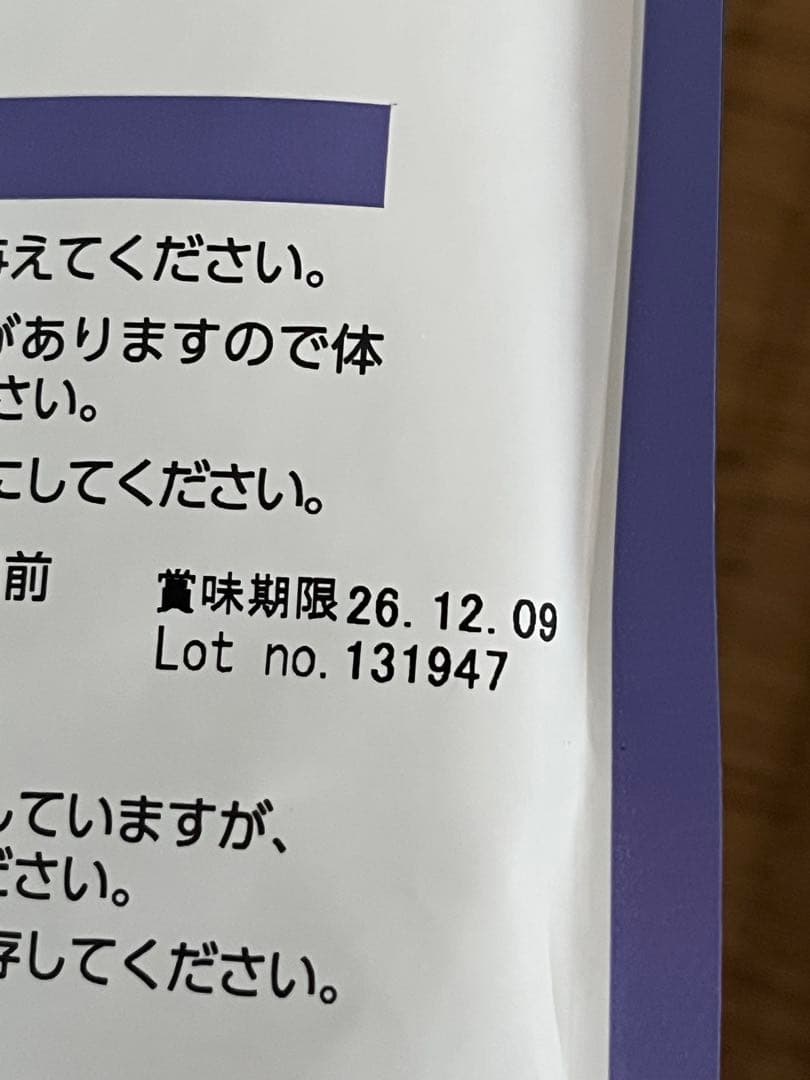 えてください。
がありますので体
さい。
にしてください。
前
賞味期限26.12.09
Lot no.131947
していますが、
ださい。
存してください。